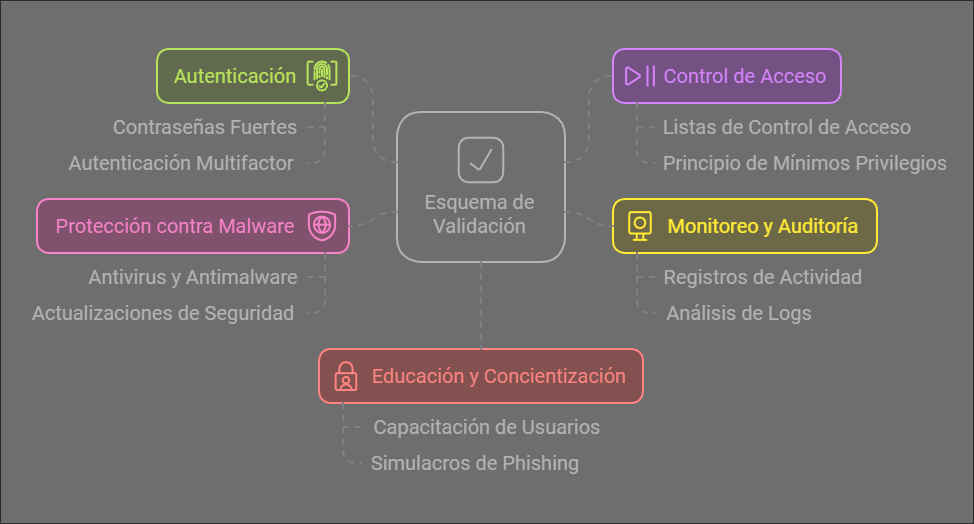 Autenticación
Contraseñas Fuertes
Autenticación Multifactor
Control de Acceso
Listas de Control de Acceso
Principio de Mínimos Privilegios
Esquema de
Validación
Protección contra Malware
Antivirus y Antimalware
Actualizaciones de Seguridad
Monitoreo y Auditoría
Registros de Actividad
Análisis de Logs
Educación y Concientización
Capacitación de Usuarios
Simulacros de Phishing